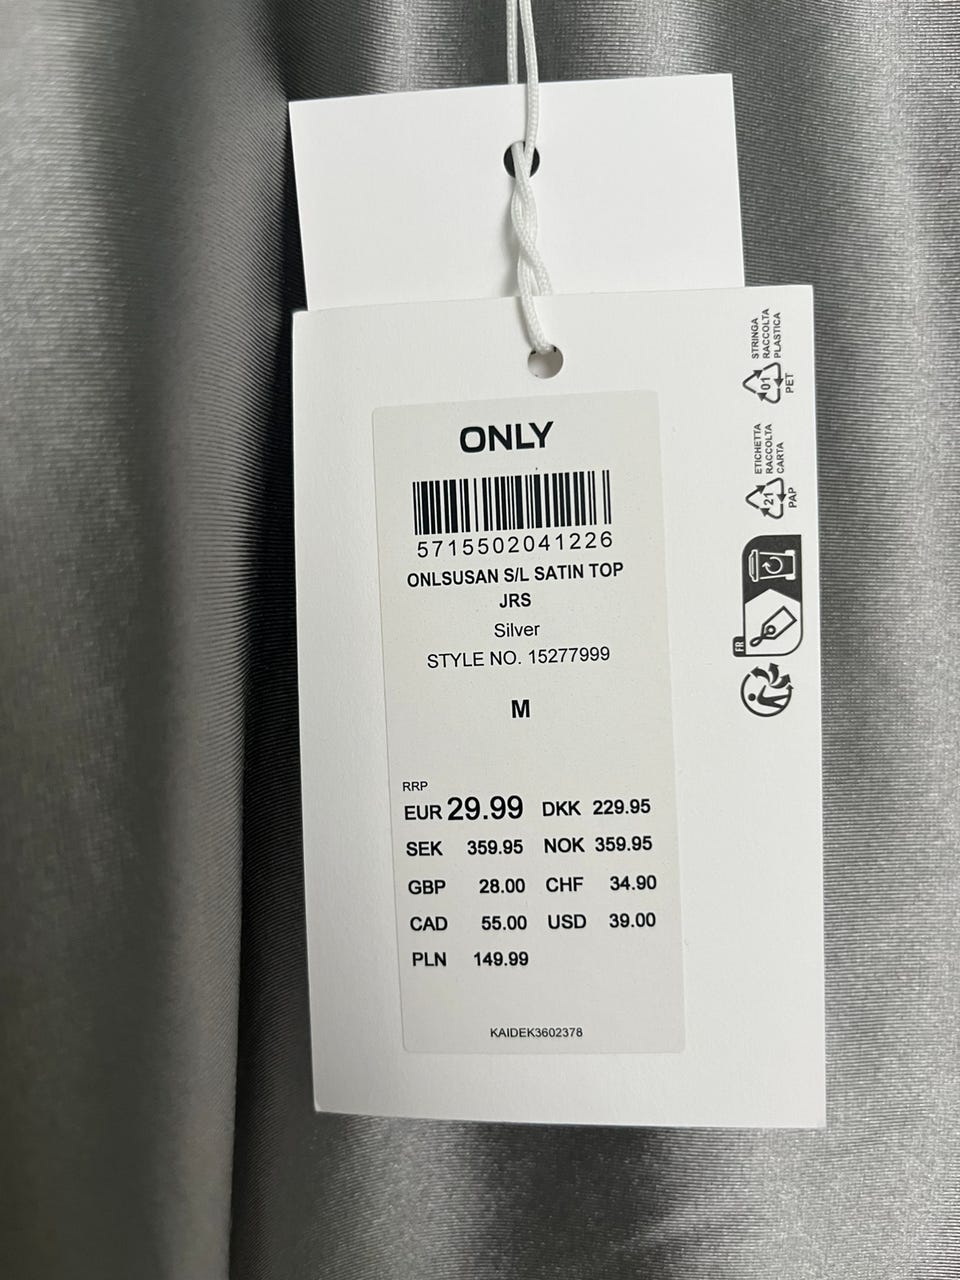 ONLY
5715502041226
ONLSUSAN S/L SATIN TOP
JRS
Silver
STYLE NO. 15277999
M
RRP
EUR 29.99 DKK 229.95
SEK 359.95 NOK 359.95
GBP 28.00 CHF 34.90
CAD 55.00 USD 39.00
PLN 149.99
KAIDEK3602378
STRINGA
RACCOLTA
PLASTICA
01
PET
ETICHETTA
RACCOLTA
CARTA
21
PAP
FR